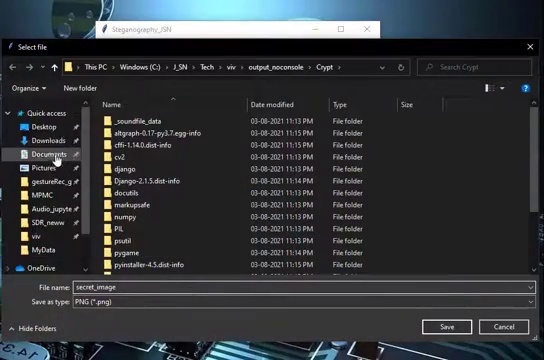 Steganography_JSN
Select file
This PC > Windows (C:) > J_SN > Tech > viv > output_noconsole > Crypt >
Search Crypt
Organize
New folder
Name
Date modified
Type
Size
Quick access
Desktop
Downloads
Documents
Pictures
gestureRec_g
MPMC
Audio_jupyte
SDR_neww
viv
MyData
OneDrive
_soundfile_data 03-08-2021 11:13 PM File folder
altgraph-0.17-py3.7.egg-info 03-08-2021 11:15 PM File folder
cffi-1.14.0.dist-info 03-08-2021 11:13 PM File folder
cv2 03-08-2021 11:13 PM File folder
django 03-08-2021 11:13 PM File folder
Django-2.1.5.dist-info 03-08-2021 11:13 PM File folder
docutils 03-08-2021 11:13 PM File folder
markupsafe 03-08-2021 11:13 PM File folder
numpy 03-08-2021 11:13 PM File folder
PIL 03-08-2021 11:13 PM File folder
psutil 03-08-2021 11:13 PM File folder
pygame 03-08-2021 11:14 PM File folder
pyinstaller-4.5.dist-info 03-08-2021 11:13 PM File folder
File name: secret_image
Save as type: PNG (*.png)
Hide Folders
Save
Cancel